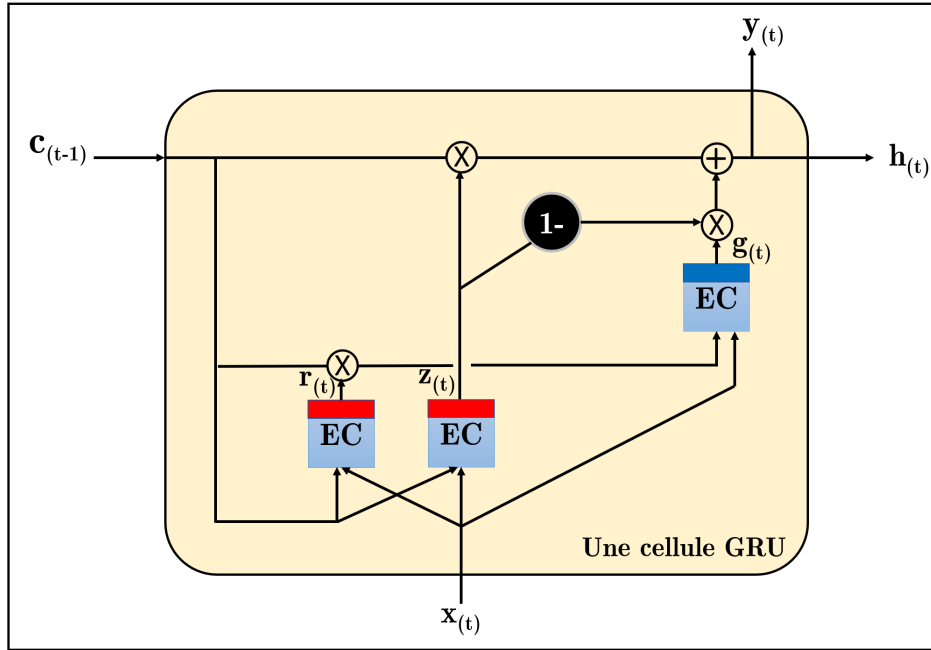 y(t)
c(t-1)
h(t)
1-
g(t)
EC
r(t)
z(t)
EC
EC
Une cellule GRU
x(t)